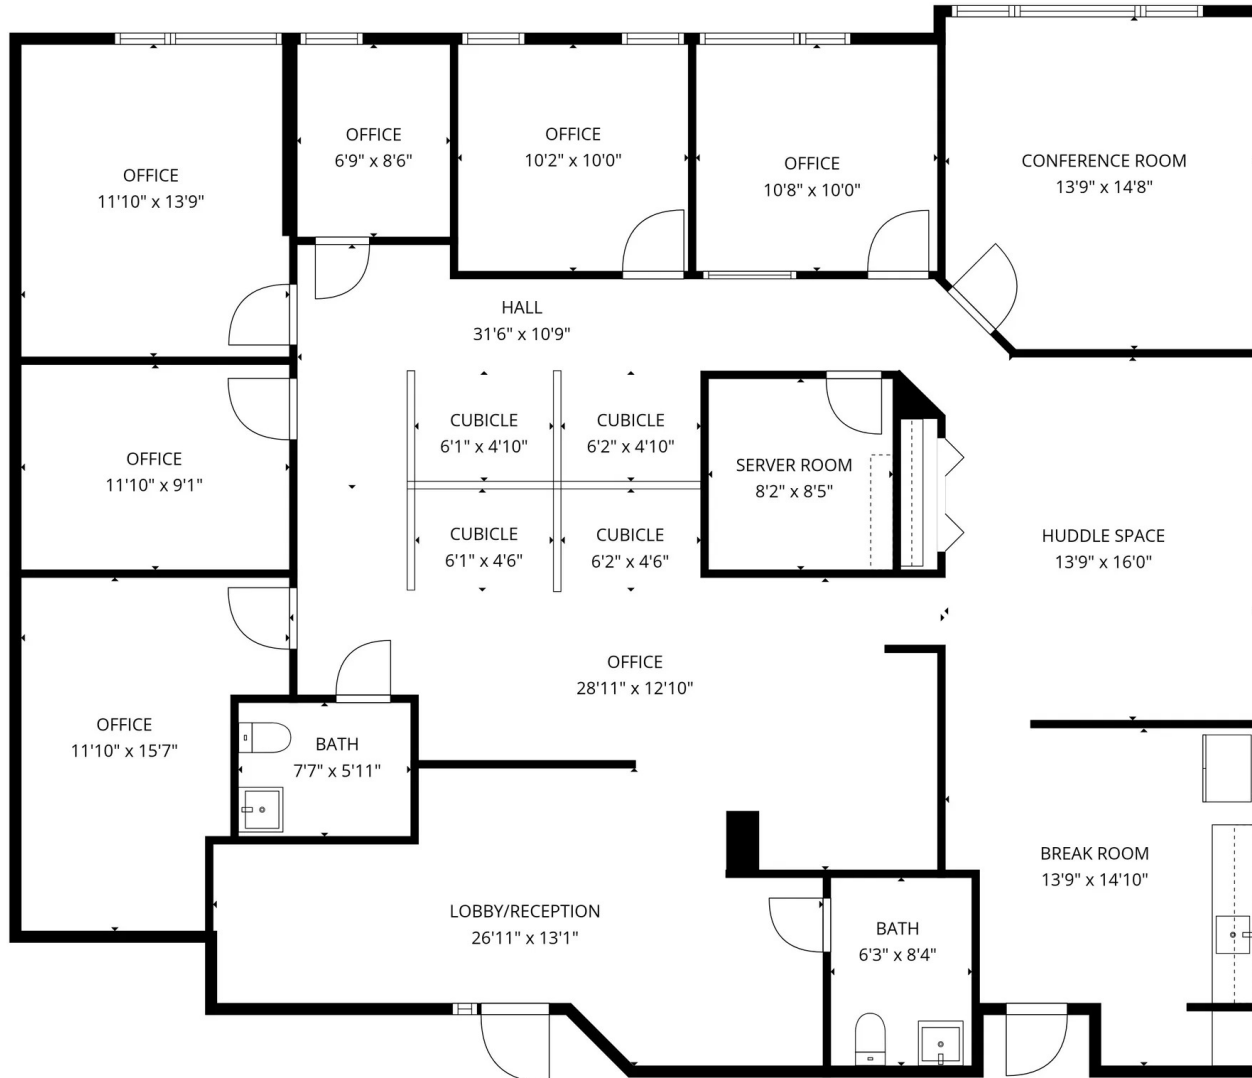 OFFICE
11'10" x 13'9"
OFFICE
6'9" x 8'6"
OFFICE
10'2" x 10'0"
OFFICE
10'8" x 10'0"
CONFERENCE ROOM
13'9" x 14'8"
HALL
31'6" x 10'9"
CUBICLE
6'1" x 4'10"
CUBICLE
6'2" x 4'10"
SERVER ROOM
8'2" x 8'5"
OFFICE
11'10" x 9'1"
CUBICLE
6'1" x 4'6"
CUBICLE
6'2" x 4'6"
HUDDLE SPACE
13'9" x 16'0"
OFFICE
28'11" x 12'10"
OFFICE
11'10" x 15'7"
BATH
7'7" x 5'11"
BREAK ROOM
13'9" x 14'10"
LOBBY/RECEPTION
26'11" x 13'1"
BATH
6'3" x 8'4"